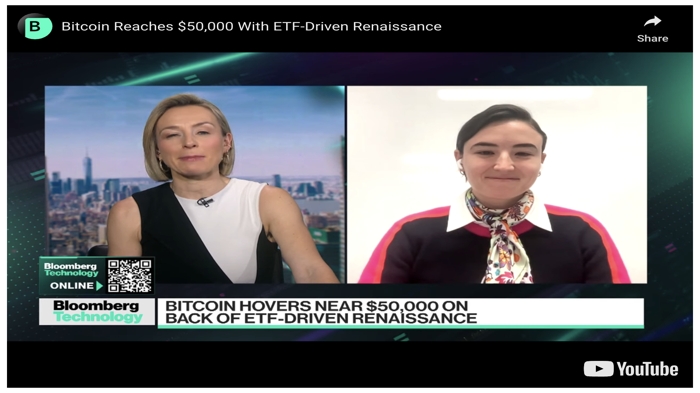 B
Bitcoin Reaches $50,000 With ETF-Driven Renaissance
Share
Bloomberg
Technology
ONLINE
Bloomberg
Technology
BITCOIN HOVERS NEAR $50,000 ON
BACK OF ETF-DRIVEN RENAISSANCE
YouTube